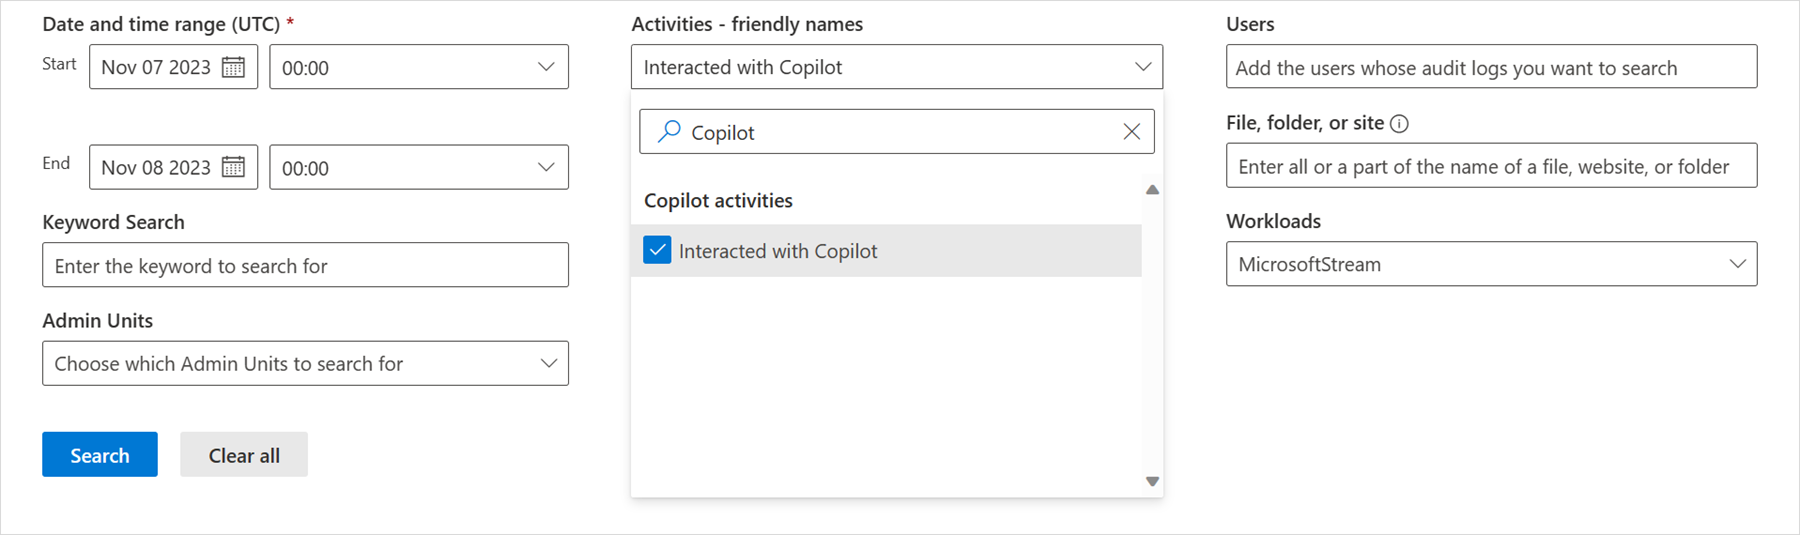 Date and time range (UTC) *
Start
Nov 07 2023
00:00
End
Nov 08 2023
00:00
Keyword Search
Enter the keyword to search for
Admin Units
Choose which Admin Units to search for
Search
Clear all
Activities - friendly names
Interacted with Copilot
Copilot
Copilot activities
Interacted with Copilot
Users
Add the users whose audit logs you want to search
File, folder, or site
Enter all or a part of the name of a file, website, or folder
Workloads
MicrosoftStream